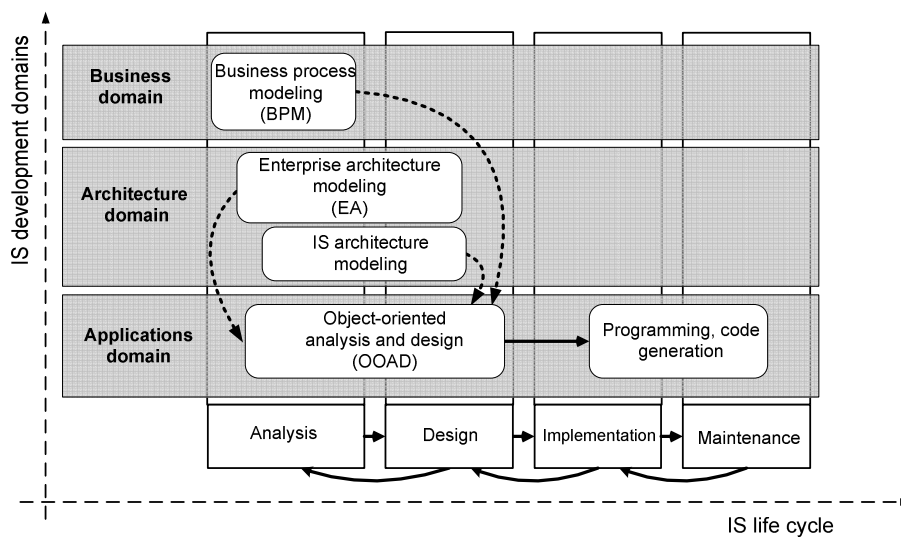 IS development domains
Business
domain
Business process
modeling
(BPM)
Architecture
domain
Enterprise architecture
modeling
(EA)
IS architecture
modeling
Applications
domain
Object-oriented
analysis and design
(OOAD)
Programming, code
generation
Analysis
Design
Implementation
Maintenance
IS life cycle